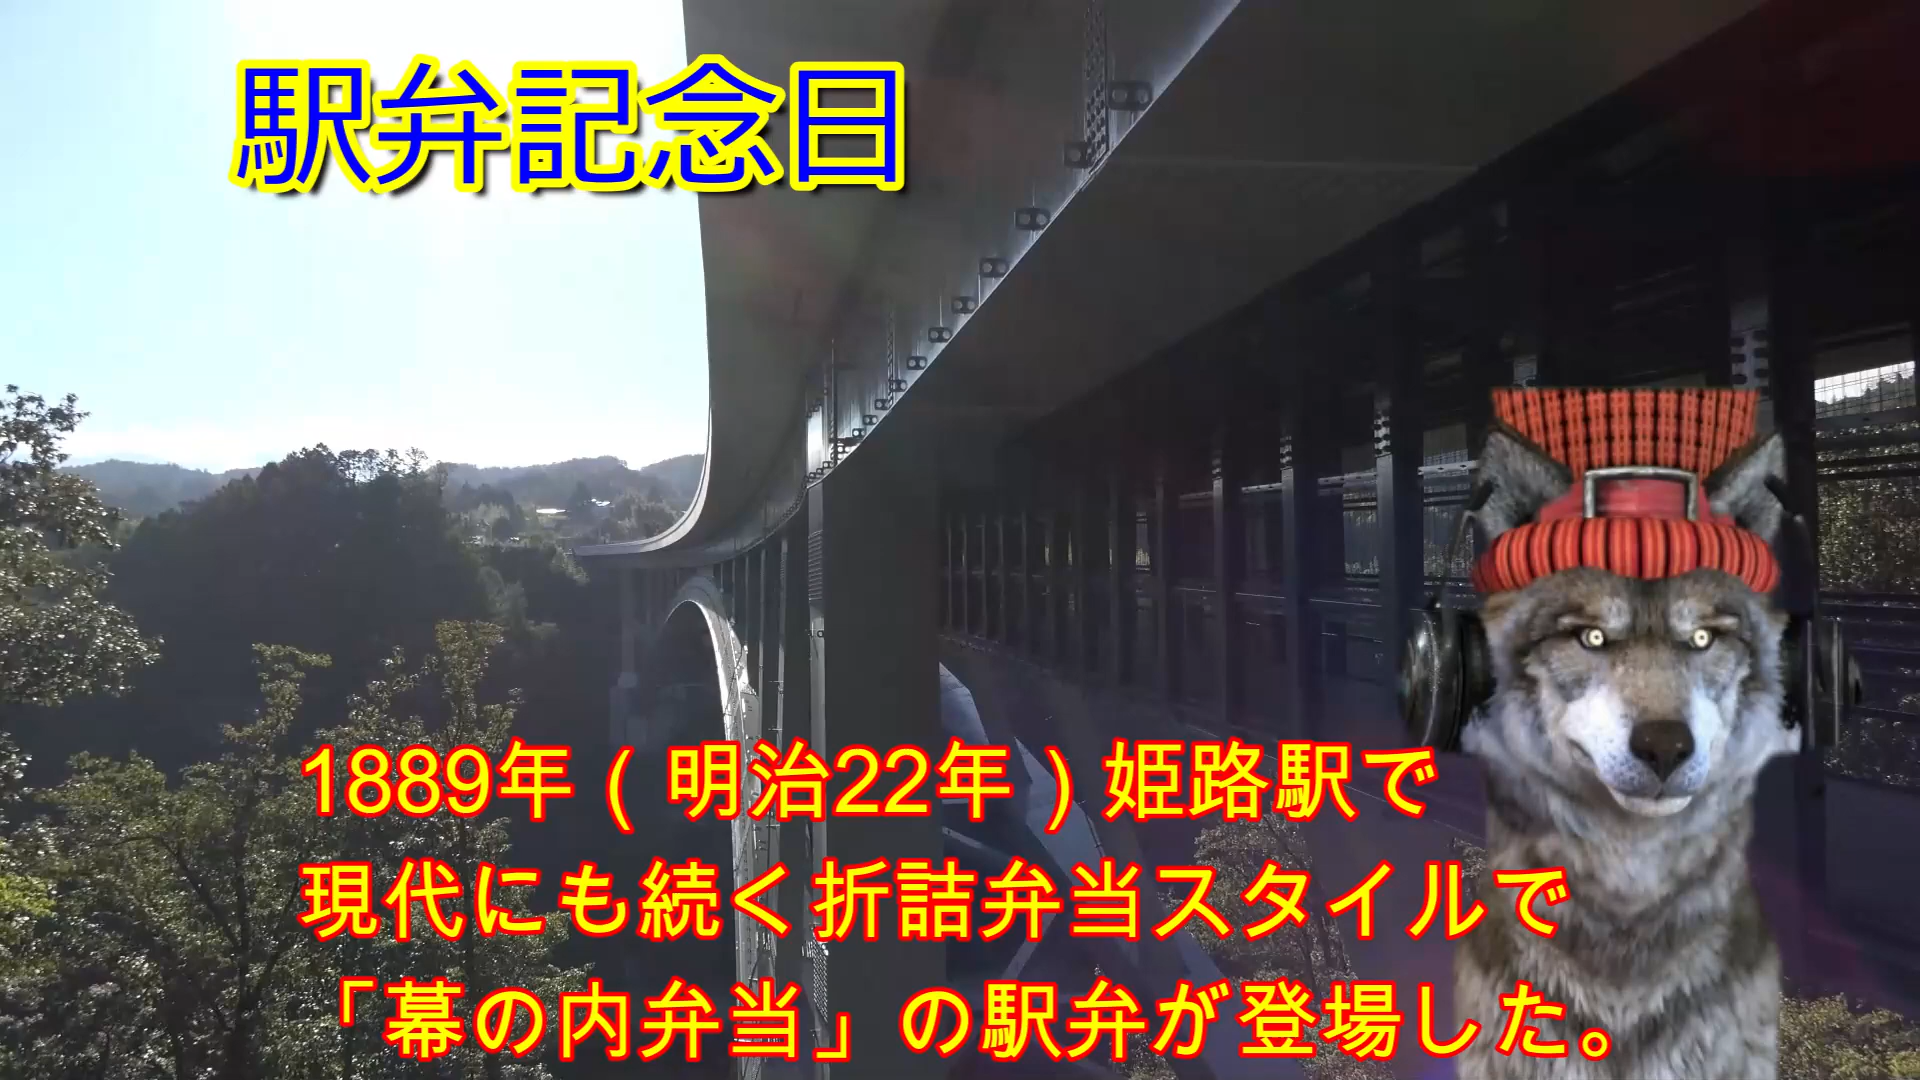 駅弁記念日
1889年（明治22年）姫路駅で
現代にも続く折詰弁当スタイルで
「幕の内弁当」の駅弁が登場した。